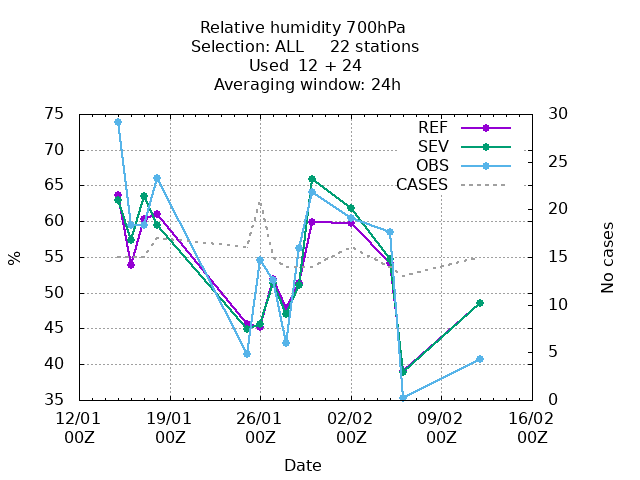 Relative humidity 700hPa
Selection: ALL     22 stations
Used  12 + 24
Averaging window: 24h
75
70
65
60
55
50
45
40
35
%
30
25
20
15
10
5
0
No cases
REF
SEV
OBS
CASES
12/01 19/01 26/01 02/02 09/02 16/02
00Z 00Z 00Z 00Z 00Z 00Z
Date